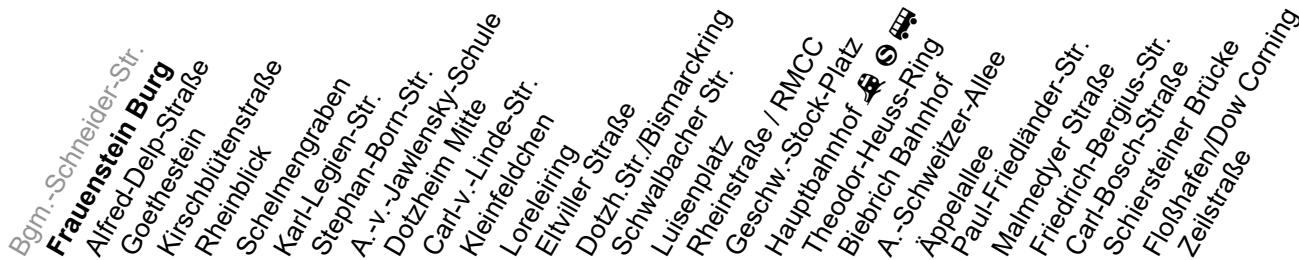 Bgm.-Schneider-Str.
Frauenstein Burg
Alfred-Delp-Straße
Goethestein
Kirschblütenstraße
Rheinblick
Schelmengraben
Karl-Legien-Str.
Stephan-Born-Str.
A.-v.-Jawlensky-Schule
Dotzheim Mitte
Carl-v.-Linde-Str.
Kleinfeldchen
Loreleiring
Eltviller Straße
Dotzh.Str./Bismarckring
Schwalbacher Str.
Luisenplatz
Rheinstraße / RMCC
Geschw.-Stock-Platz
Hauptbahnhof S
Theodor-Heuss-Ring
Biebrich Bahnhof
A.-Schweitzer-Allee
Äppelallee
Paul-Friedländer-Str.
Malmedyer Straße
Friedrich-Bergius-Str.
Carl-Bosch-Straße
Schiersteiner Brücke
Floßhafen/Dow Corning
Zeilstraße